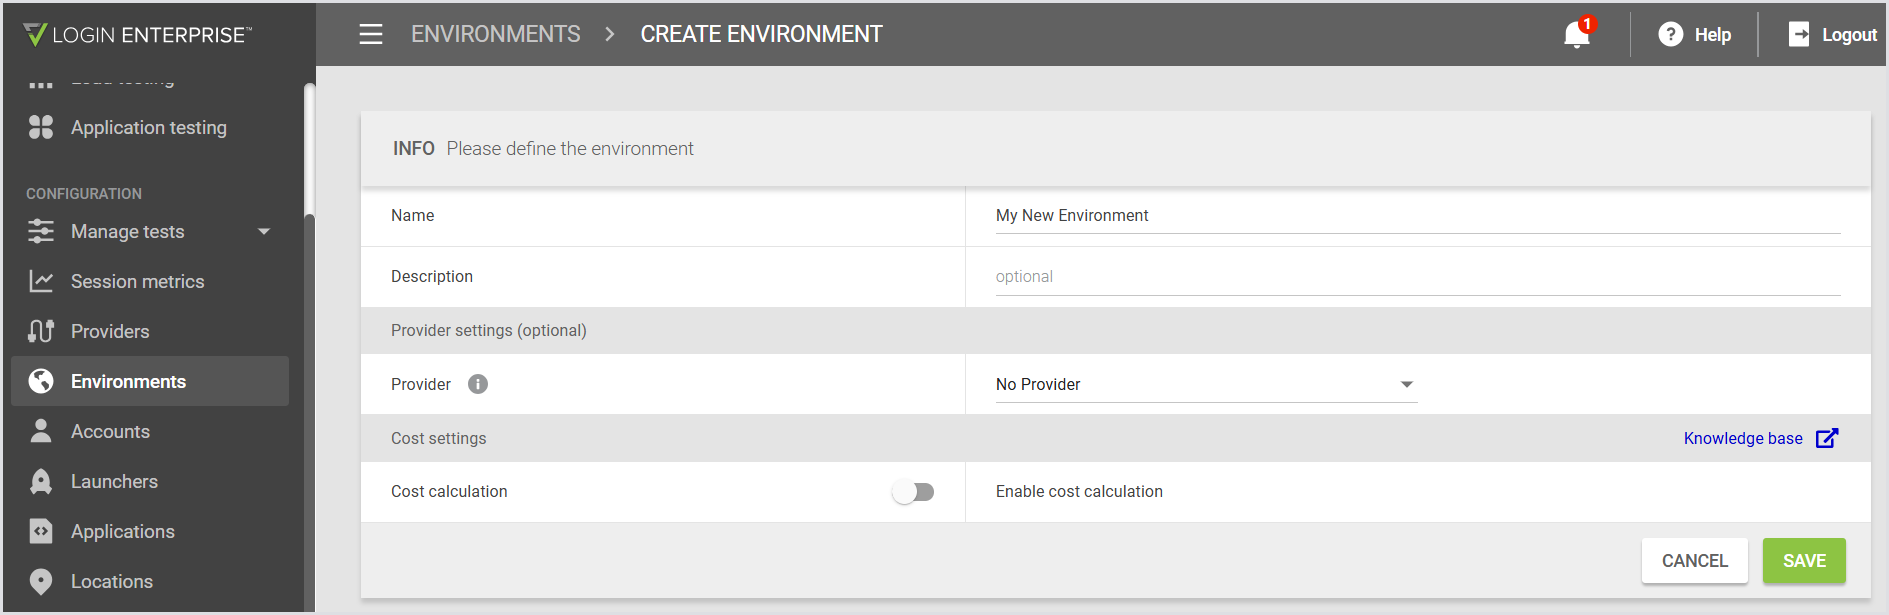 LOGIN ENTERPRISE™
ENVIRONMENTS > CREATE ENVIRONMENT
1
Help
Logout
Load testing
Application testing
CONFIGURATION
Manage tests
Session metrics
Providers
Environments
Accounts
Launchers
Applications
Locations
INFO Please define the environment
Name
My New Environment
Description
optional
Provider settings (optional)
Provider
No Provider
Cost settings
Knowledge base
Cost calculation
Enable cost calculation
CANCEL
SAVE